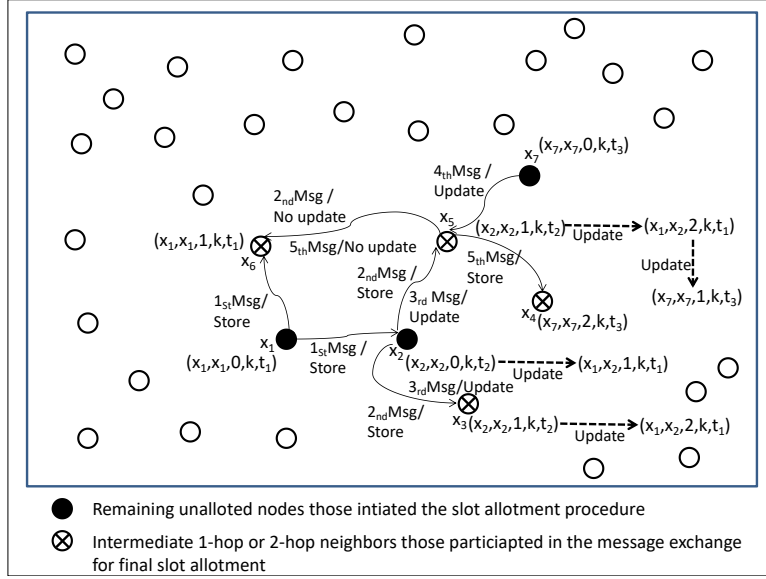 x7(x7,x7,0,k,t3)
4thMsg /
Update
2ndMsg /
No update
x5
(x2,x2,1,k,t2)
Update
(x1,x2,2,k,t1)
(x1,x1,1,k,t1)
x6
5thMsg/No update
5thMsg/
Store
Update
2ndMsg /
Store
3rd Msg/
Update
(x7,x7,1,k,t3)
1StMsg/
Store
x4(x7,x7,2,k,t3)
x1
1StMsg /
Store
x2
(x1,x1,0,k,t1)
(x2,x2,0,k,t2)
Update
(x1,x2,1,k,t1)
3rdMsg/Update
2ndMsg/
Store
x3(x2,x2,1,k,t2)
Update
(x1,x2,2,k,t1)
Remaining unalloted nodes those intiated the slot allotment procedure
Intermediate 1-hop or 2-hop neighbors those particiapted in the message exchange
for final slot allotment